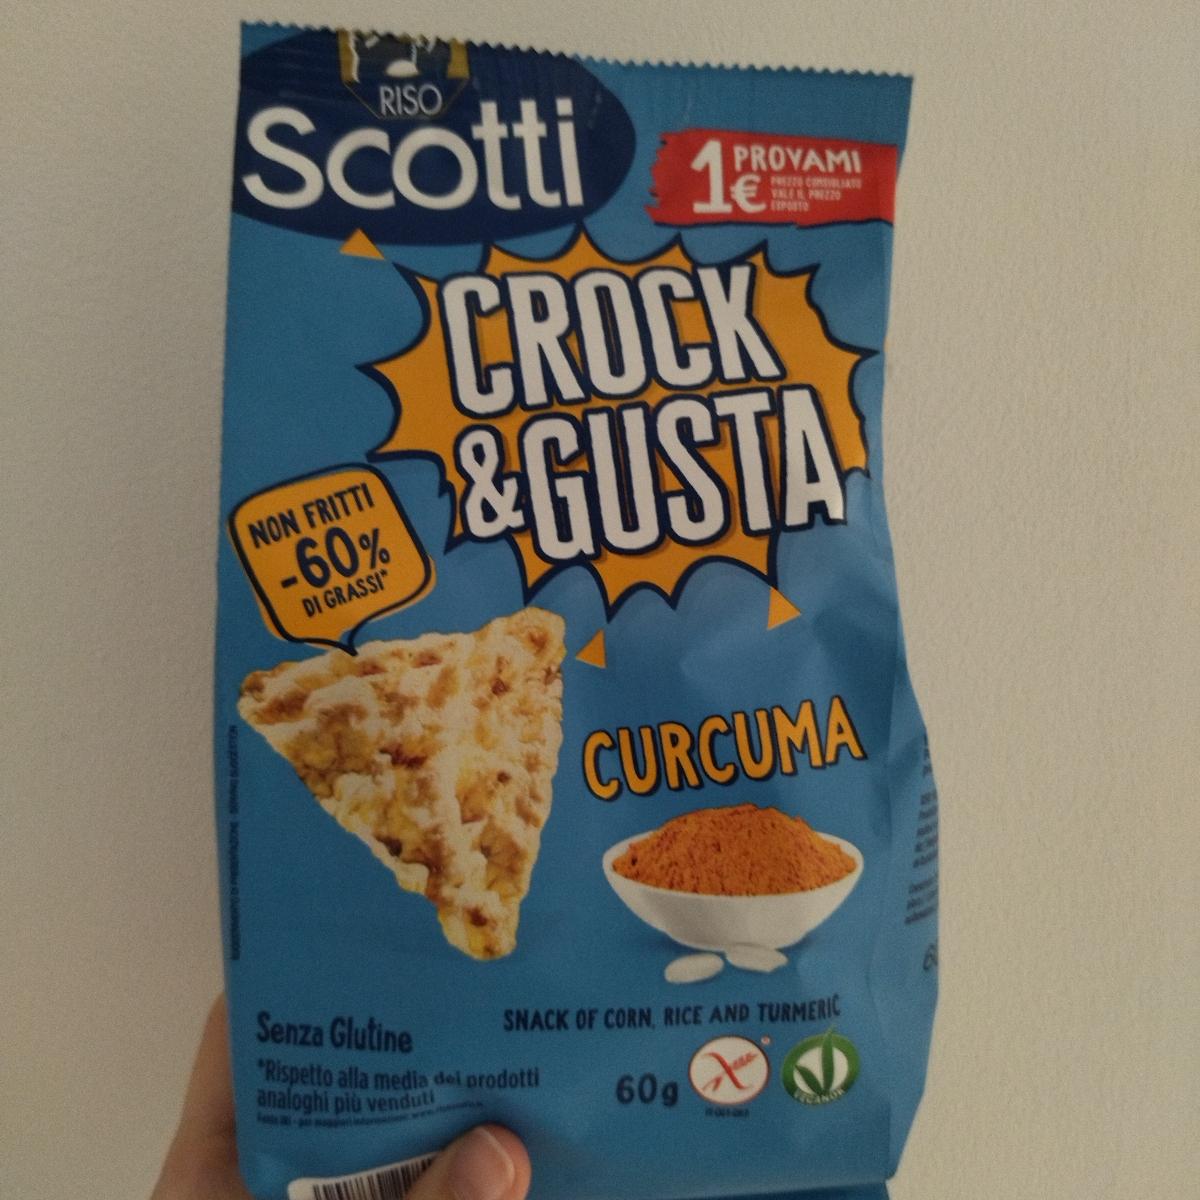 RISO
Scotti
1€ PROVAMI
PREZZO CONSIGLIATO
VALE IL PREZZO
ESPOSTO
CROCK
&GUSTA
NON FRITTI
-60%
DI GRASSI*
CURCUMA
SNACK OF CORN, RICE AND TURMERIC
Senza Glutine
*Rispetto alla media dei prodotti
analoghi più venduti
60g
VEGANOK